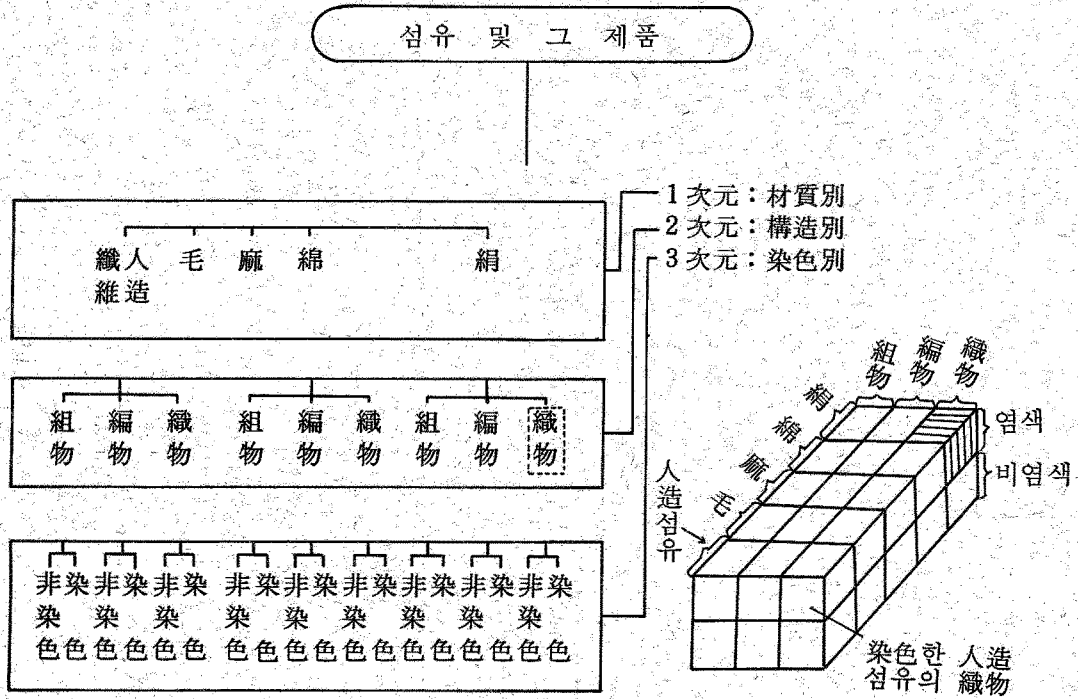 섬유 및 그 제품
1次元：材質別
2次元：構造別
3次元：染色別
纖人 毛 麻 綿 絹
維造
組 編 織 組 編 織 組 編 織
物 物 物 物 物 物 物 物 物
非染 非染 非染 非染 非染 非染 非染 非染 非染
染 染 染 染 染 染 染 染 染
色色 色色 色色 色色 色色 色色 色色 色色 色色
組物
編物
織物
絹
綿
麻
毛
人造섬유
염색
비염색
染色한 人造
섬유의 織物